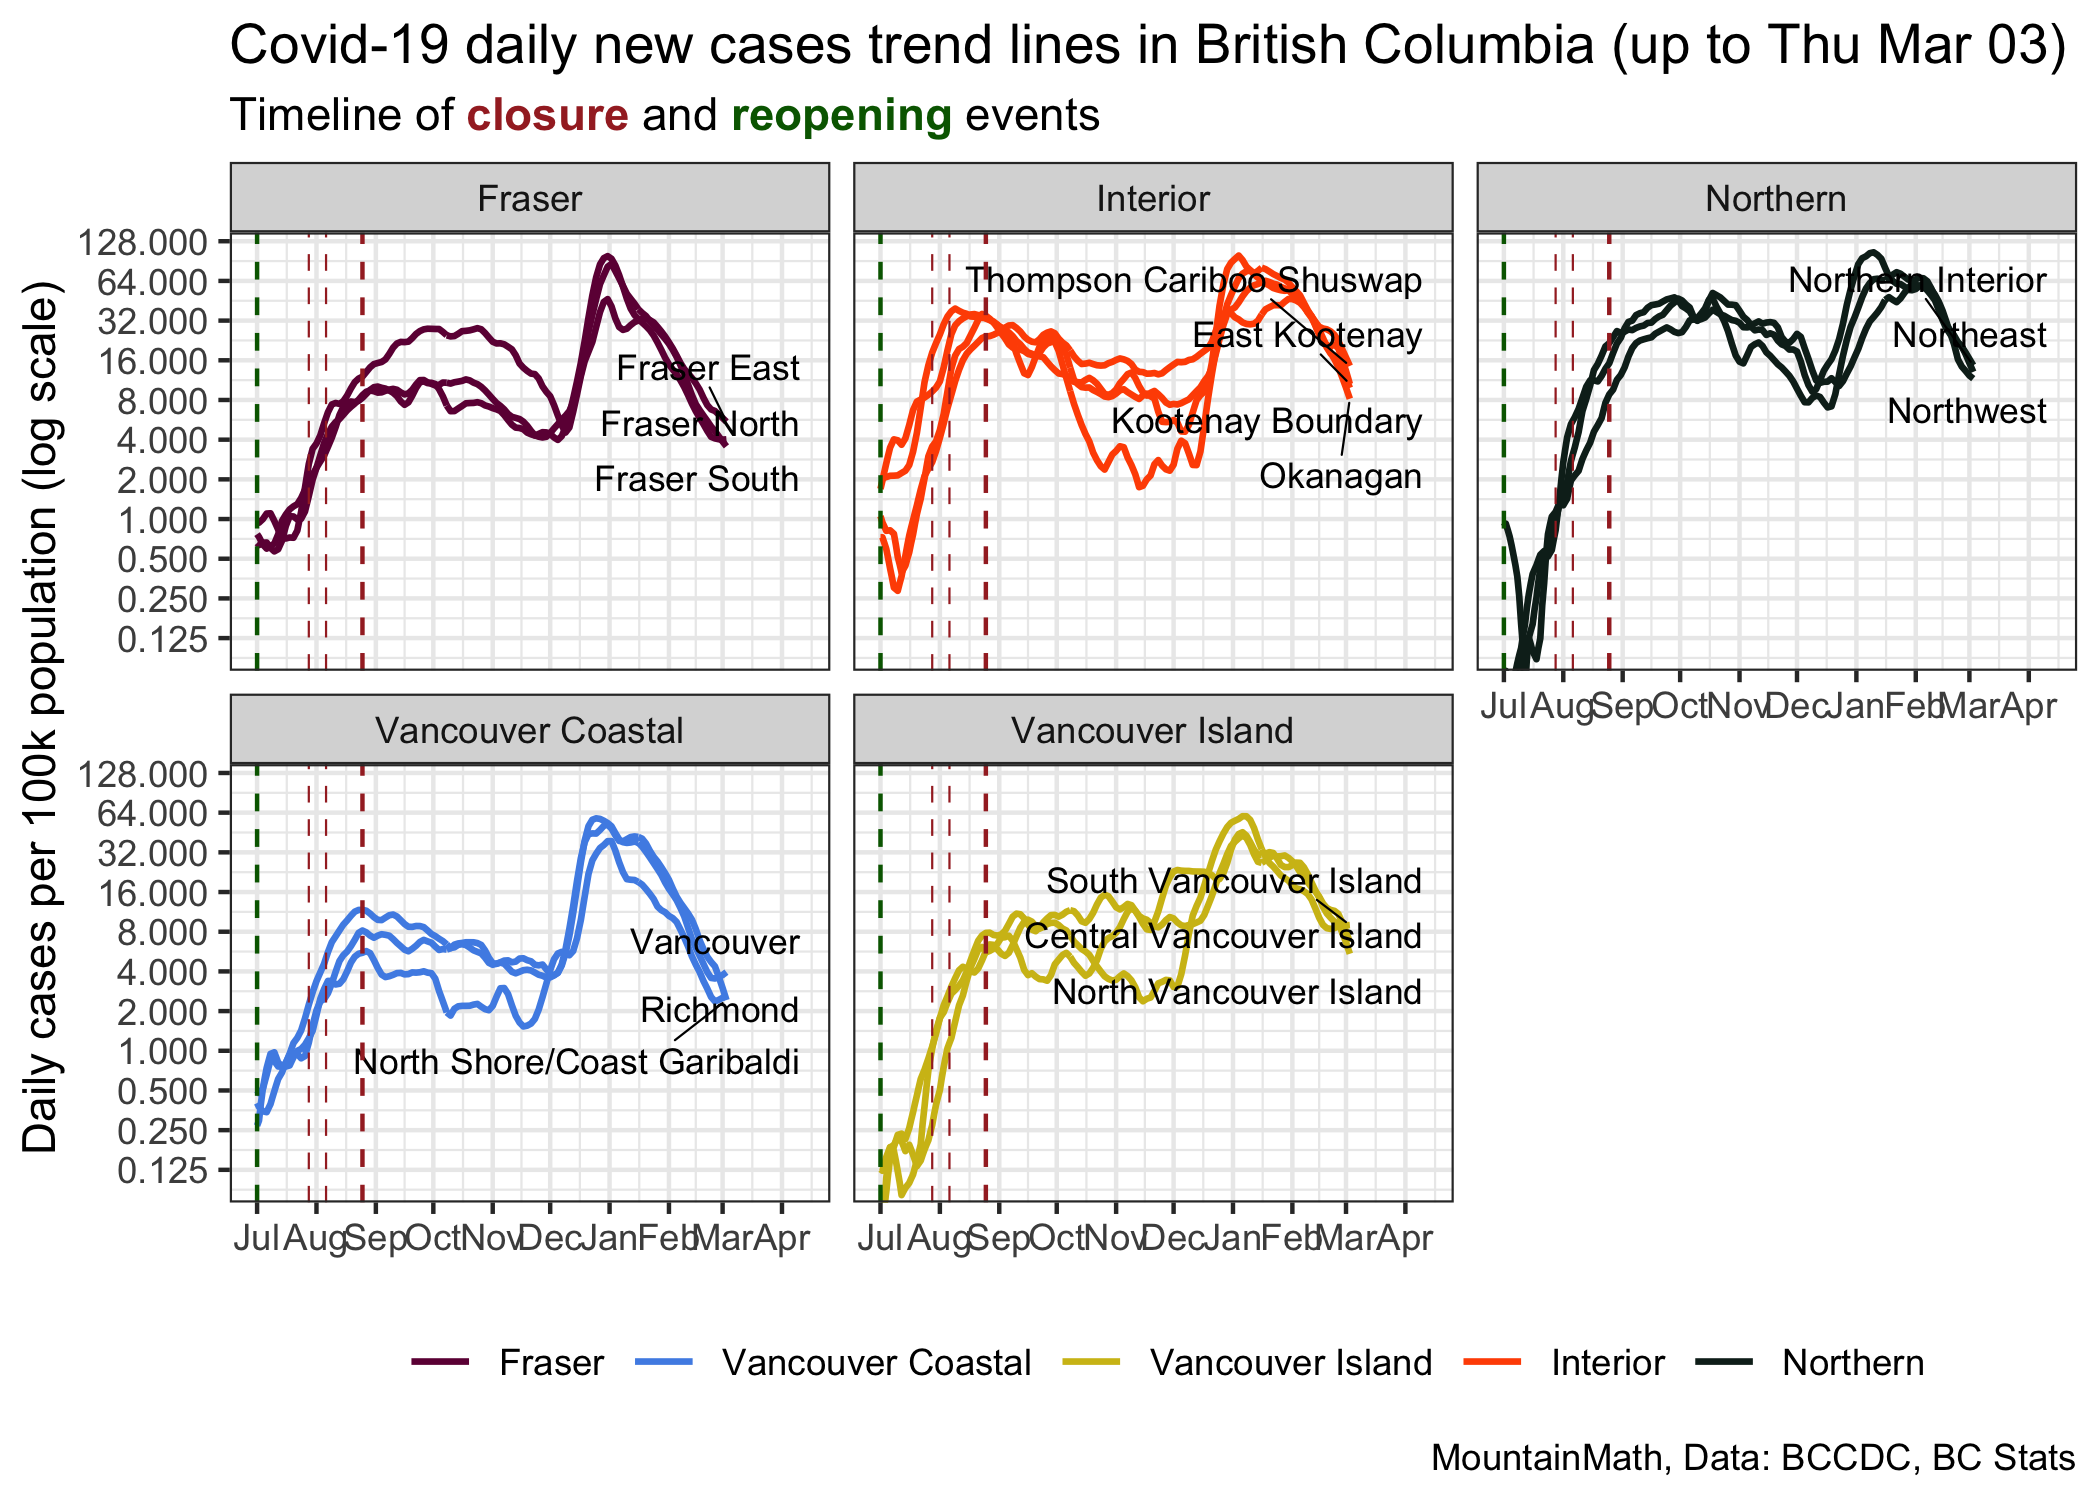 Covid-19 daily new cases trend lines in British Columbia (up to Thu Mar 03)
Timeline of closure and reopening events
Daily cases per 100k population (log scale)
Fraser
128.000
64.000
32.000
16.000
8.000
4.000
2.000
1.000
0.500
0.250
0.125
Fraser East
Fraser North
Fraser South
Interior
Thompson Cariboo Shuswap
East Kootenay
Kootenay Boundary
Okanagan
Northern
Northern Interior
Northeast
Northwest
Jul Aug Sep Oct Nov Dec Jan Feb Mar Apr
Vancouver Coastal
128.000
64.000
32.000
16.000
8.000
4.000
2.000
1.000
0.500
0.250
0.125
Vancouver
Richmond
North Shore/Coast Garibaldi
Jul Aug Sep Oct Nov Dec Jan Feb Mar Apr
Vancouver Island
South Vancouver Island
Central Vancouver Island
North Vancouver Island
Jul Aug Sep Oct Nov Dec Jan Feb Mar Apr
Fraser Vancouver Coastal Vancouver Island Interior Northern
MountainMath, Data: BCCDC, BC Stats